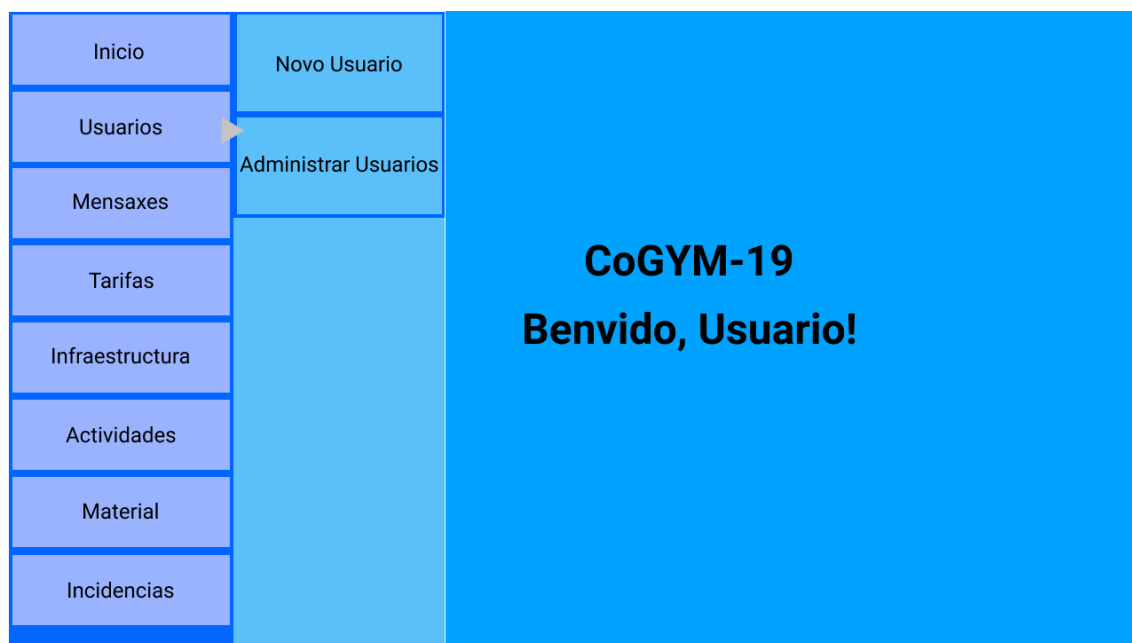 Inicio
Usuarios
Mensaxes
Tarifas
Infraestructura
Actividades
Material
Incidencias
Novo Usuario
Administrar Usuarios
CoGYM-19
Benvido, Usuario!